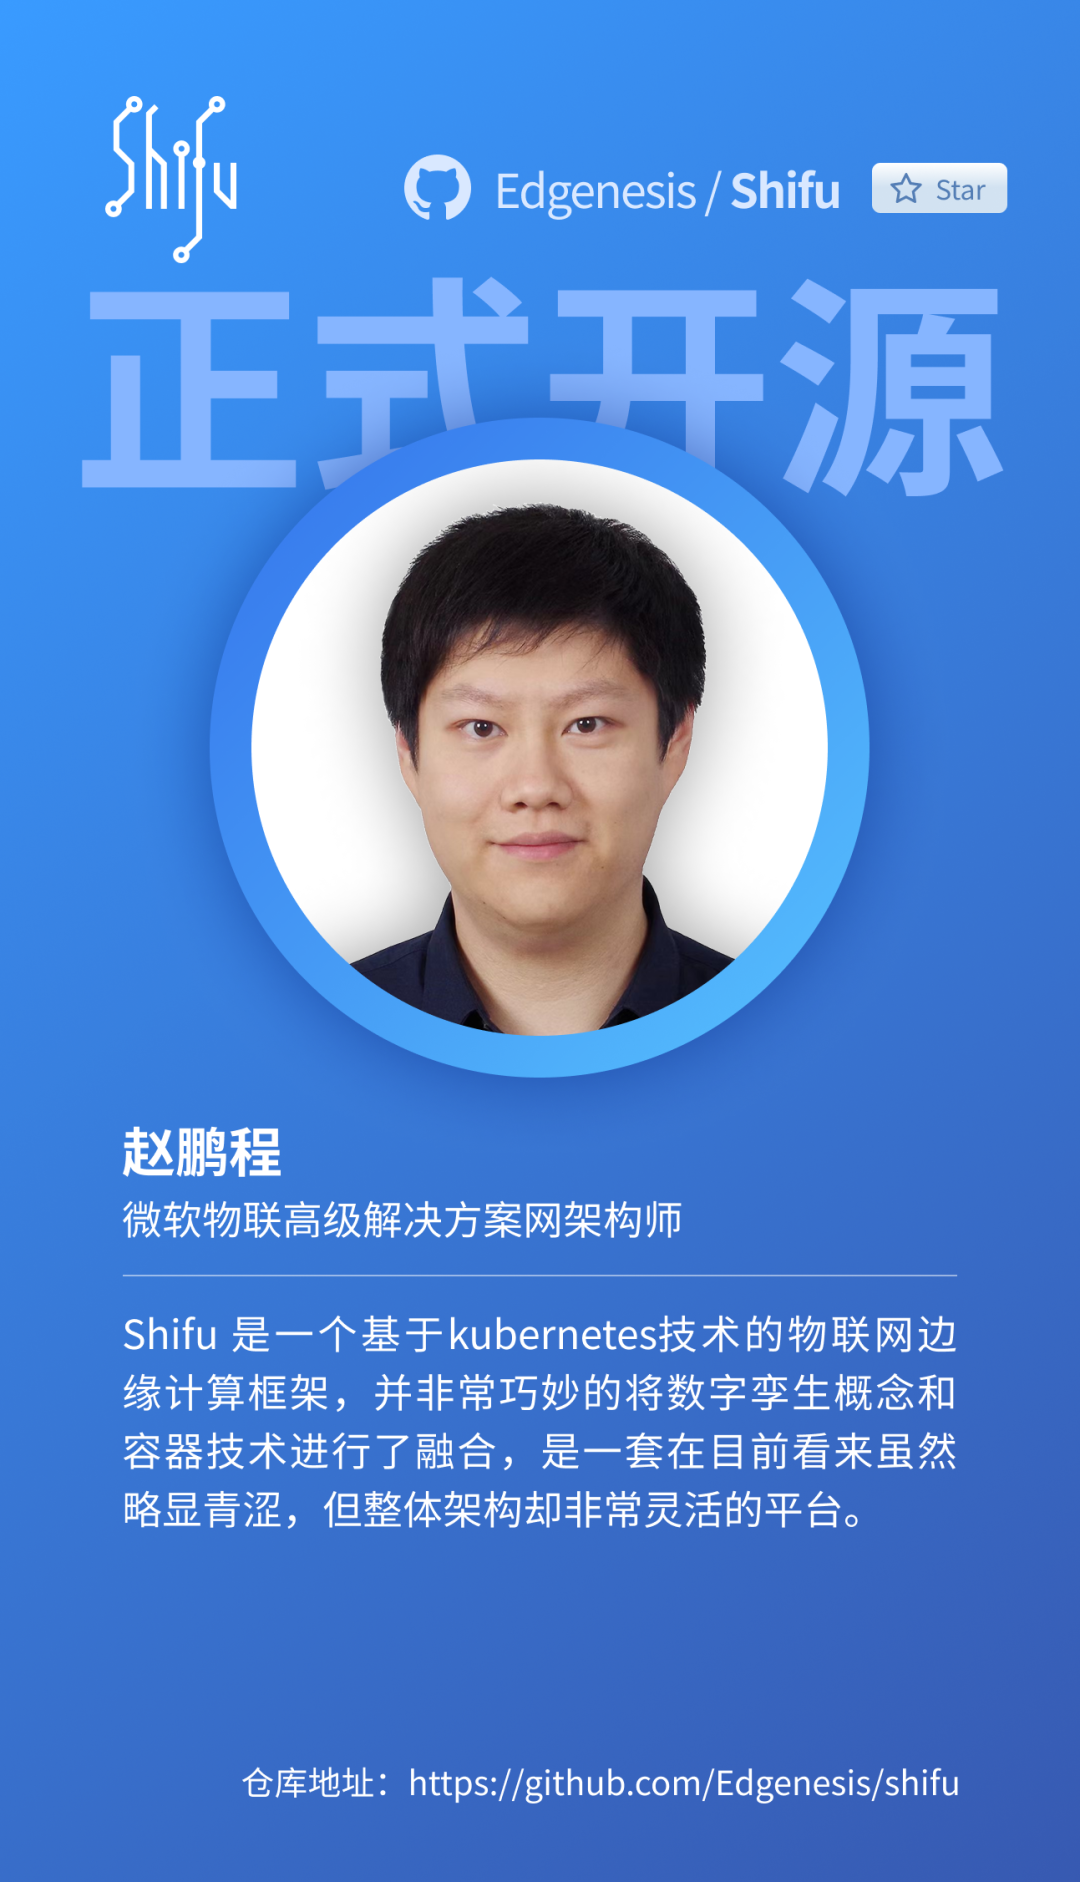 Shifu
Edgenesis / Shifu
Star
正式开源
赵鹏程
微软物联高级解决方案网架构师
Shifu 是一个基于kubernetes技术的物联网边
缘计算框架，并非常巧妙的将数字孪生概念和
容器技术进行了融合，是一套在目前看来虽然
略显青涩，但整体架构却非常灵活的平台。
仓库地址：https://github.com/Edgenesis/shifu